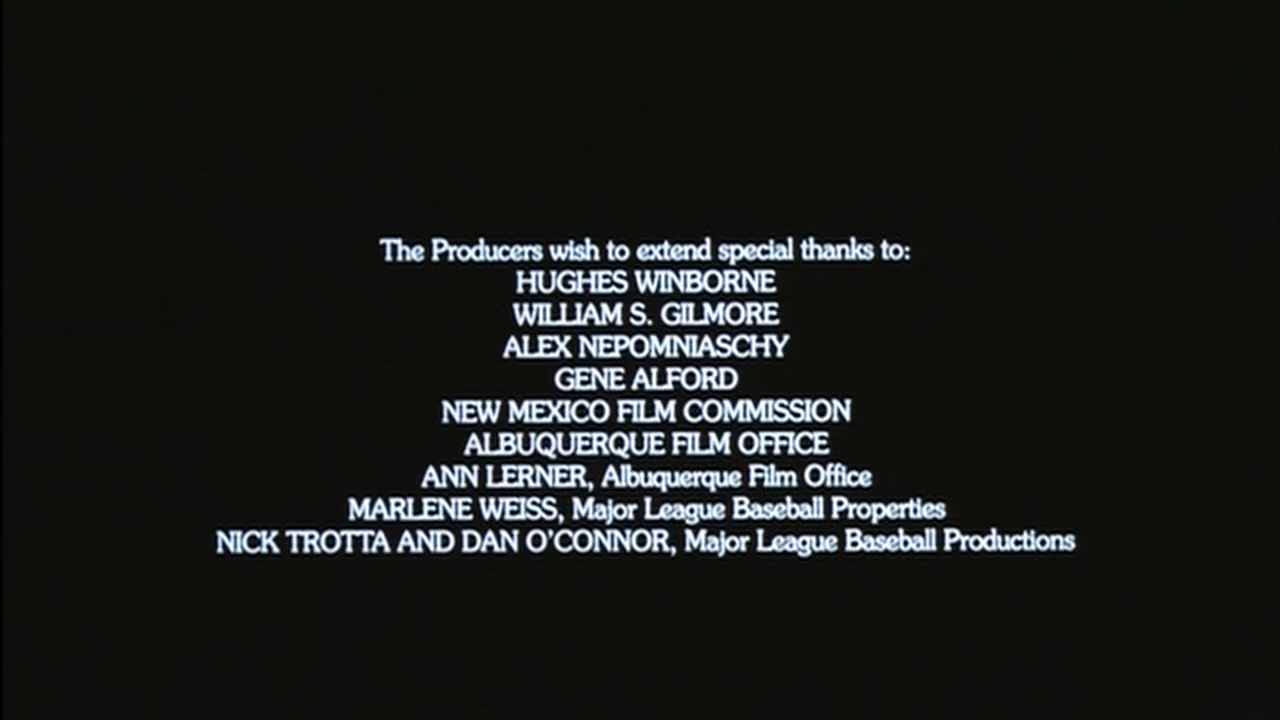 The Producers wish to extend special thanks to:
HUGHES WINBORNE
WILLIAM S. GILMORE
ALEX NEPOMNIASCHY
GENE ALFORD
NEW MEXICO FILM COMMISSION
ALBUQUERQUE FILM OFFICE
ANN LERNER, Albuquerque Film Office
MARLENE WEISS, Major League Baseball Properties
NICK TROTTA AND DAN O'CONNOR, Major League Baseball Productions